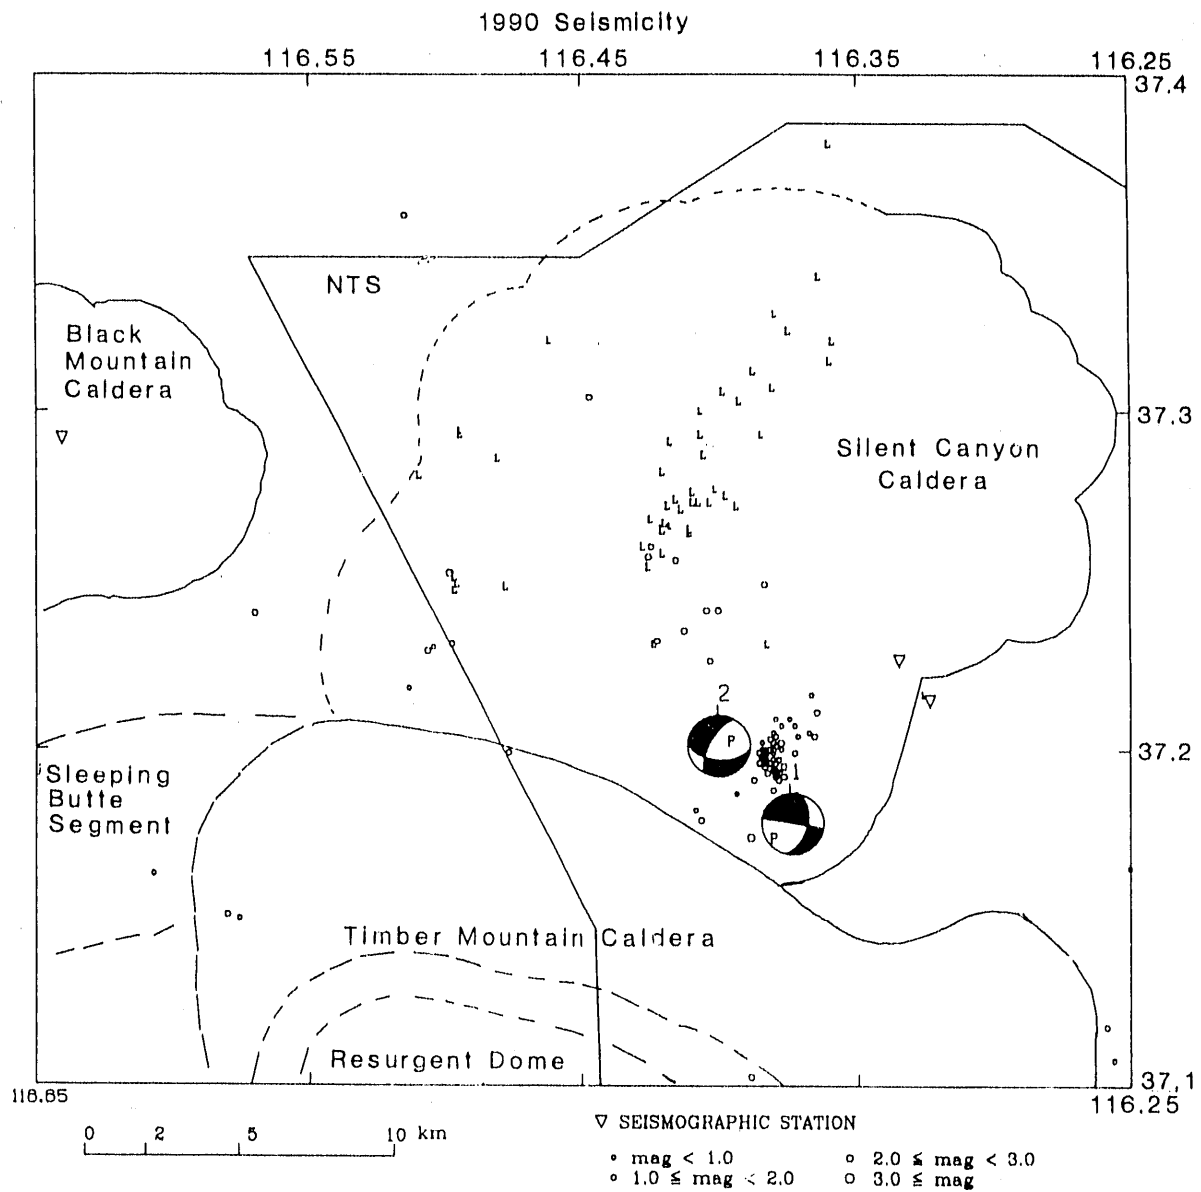 1990 Seismicity
116.55 116.45 116.35 116.25
37.4
NTS
Black
Mountain
Caldera
37.3
Silent Canyon
Caldera
2
P
37.2
1
P
Sleeping
Butte
Segment
Timber Mountain Caldera
Resurgent Dome
37.1
116.65 116.25
0 2 5 10 km
▽ SEISMOGRAPHIC STATION
mag < 1.0
2.0 ≦ mag < 3.0
1.0 ≦ mag < 2.0
3.0 ≦ mag